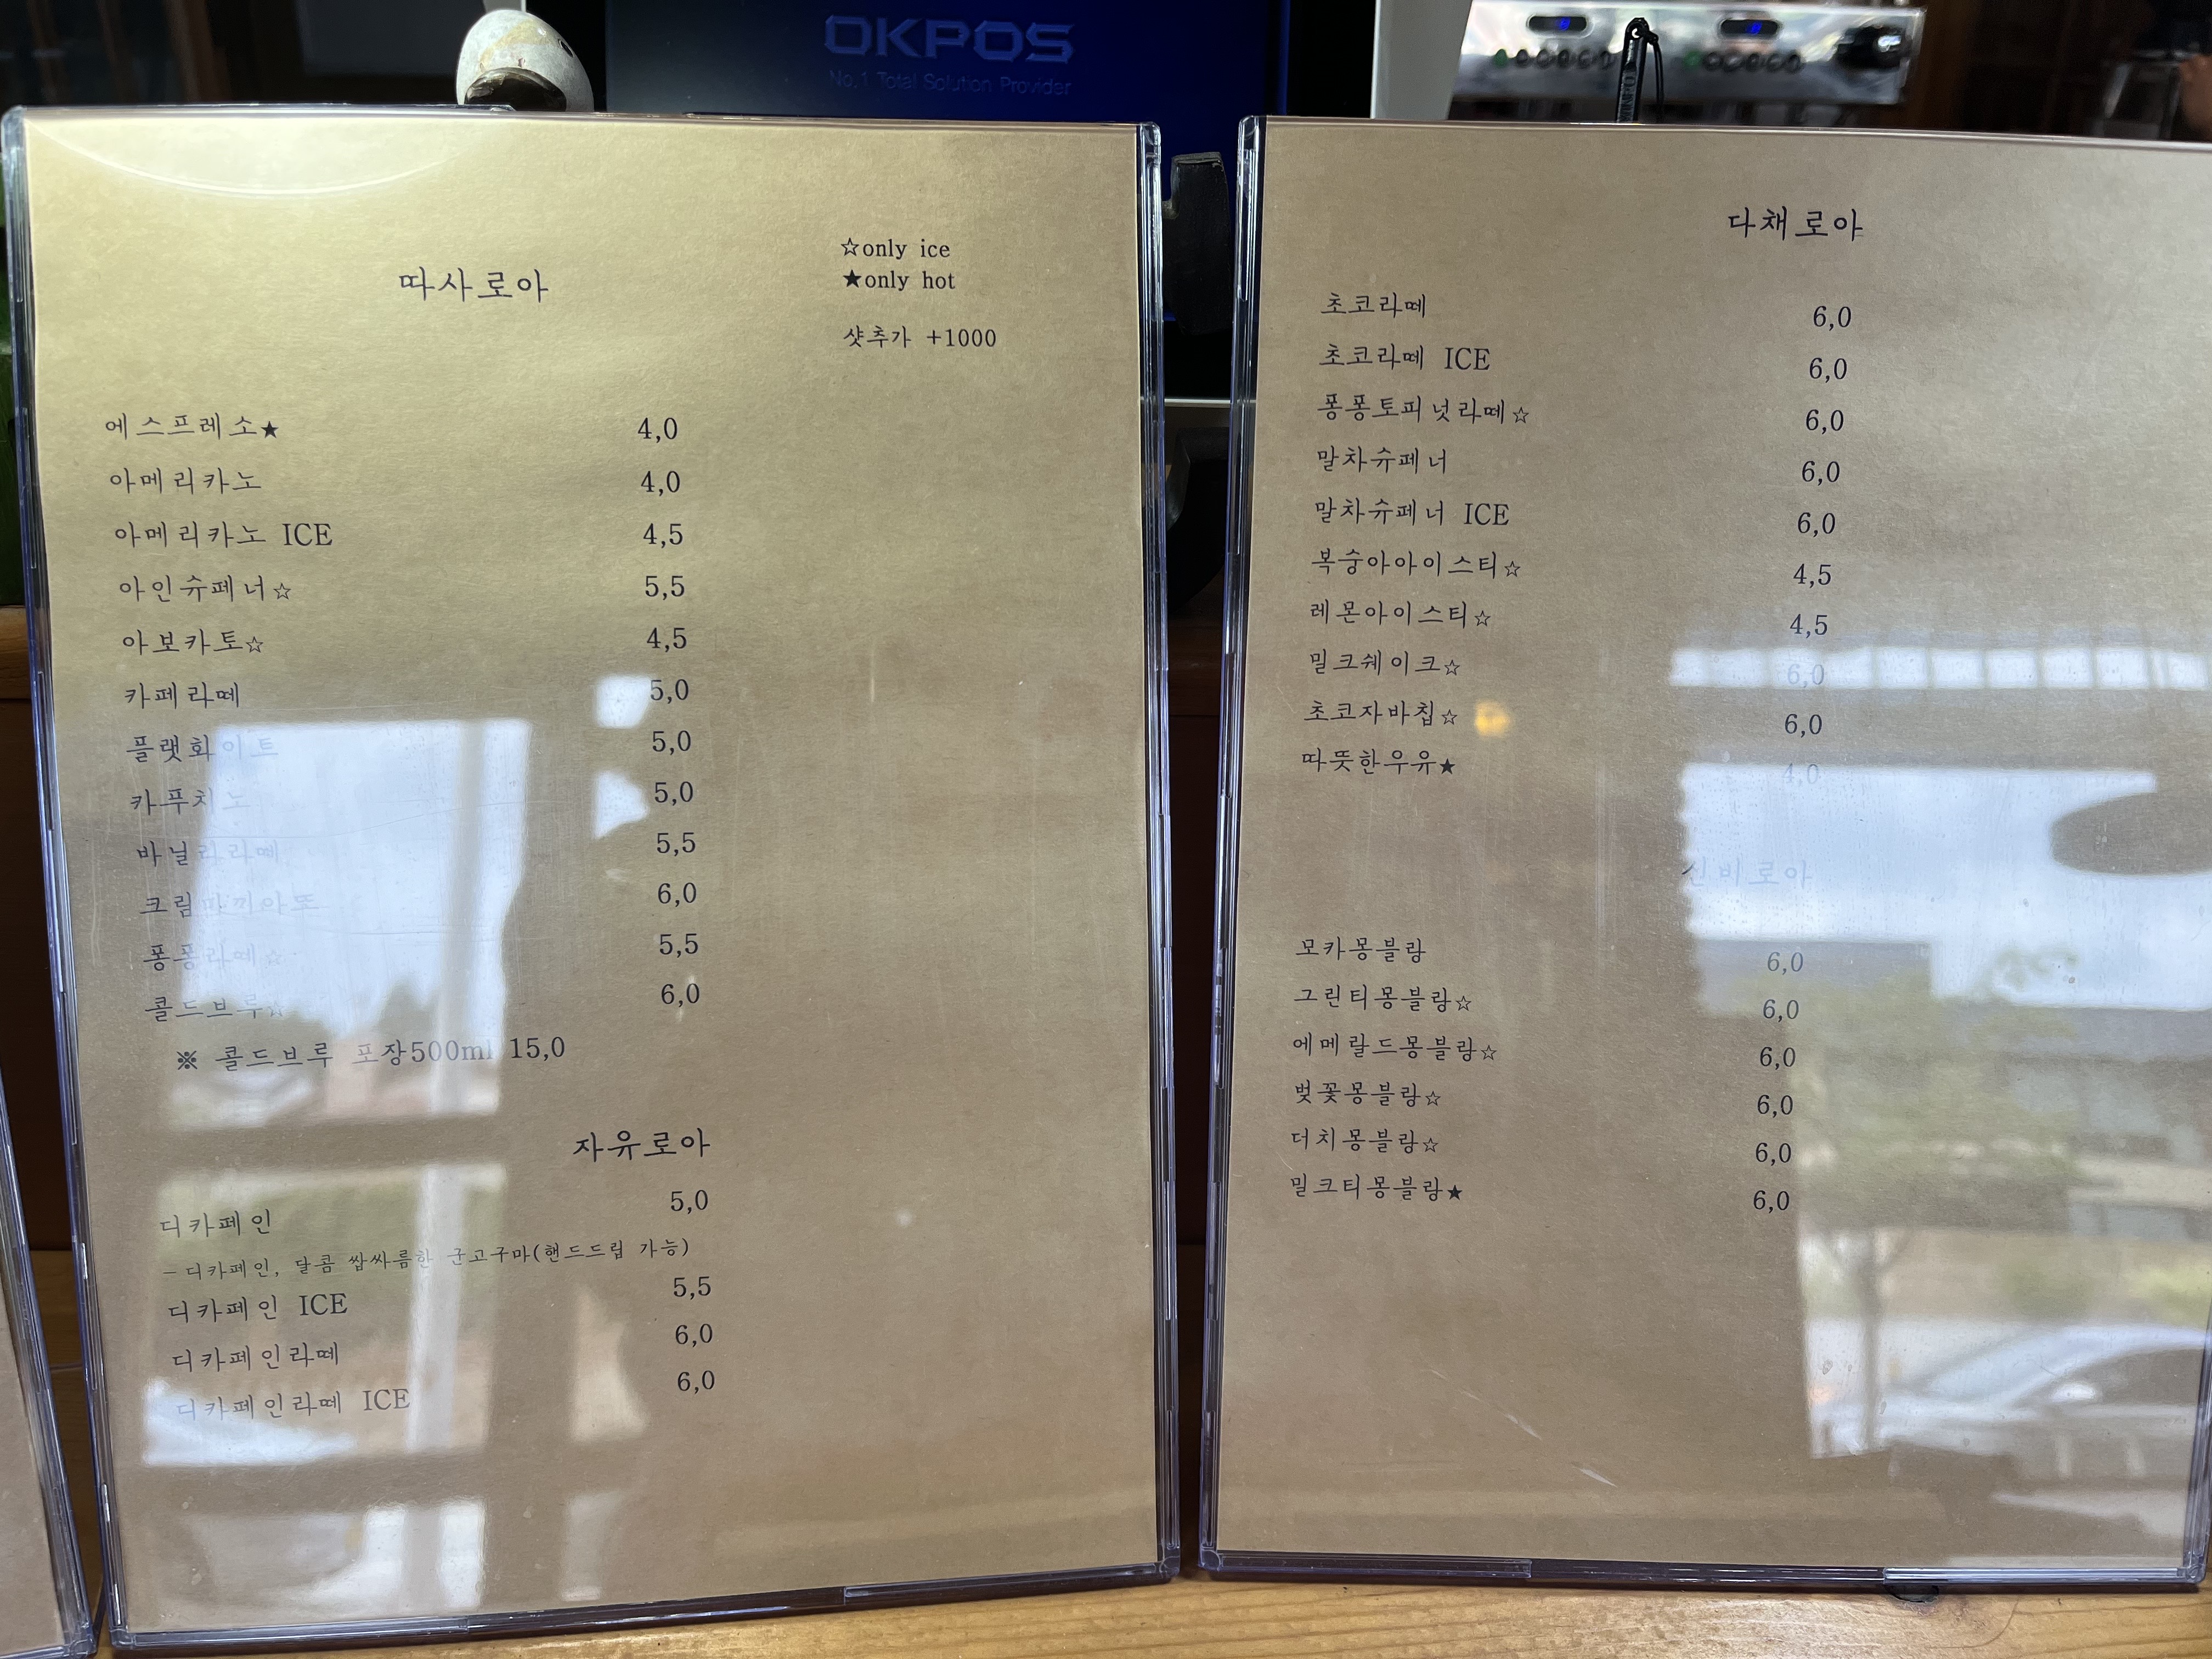 OKPOS
No.1 Total Solution Provider
따사로아
☆only ice
★only hot
샷추가 +1000
에스프레소★ 4,0
아메리카노 4,0
아메리카노 ICE 4,5
아인슈페너☆ 5,5
아보카토☆ 4,5
카페라떼 5,0
플랫화이트 5,0
카푸치노 5,0
바닐라라떼 5,5
크림마끼아또 6,0
퐁퐁라떼☆ 5,5
콜드브루☆ 6,0
※ 콜드브루 포장500ml 15,0
자유로아
디카페인 5,0
-디카페인, 달콤 쌉싸름한 군고구마(핸드드립 가능)
디카페인 ICE 5,5
디카페인라떼 6,0
디카페인라떼 ICE 6,0
다채로아
초코라떼 6,0
초코라떼 ICE 6,0
퐁퐁토피넛라떼☆ 6,0
말차슈페너 6,0
말차슈페너 ICE 6,0
복숭아아이스티☆ 4,5
레몬아이스티☆ 4,5
밀크쉐이크☆ 6,0
초코자바칩☆ 6,0
따뜻한우유★ 4,0
신비로아
모카몽블랑 6,0
그린티몽블랑☆ 6,0
에메랄드몽블랑☆ 6,0
벚꽃몽블랑☆ 6,0
더치몽블랑☆ 6,0
밀크티몽블랑★ 6,0